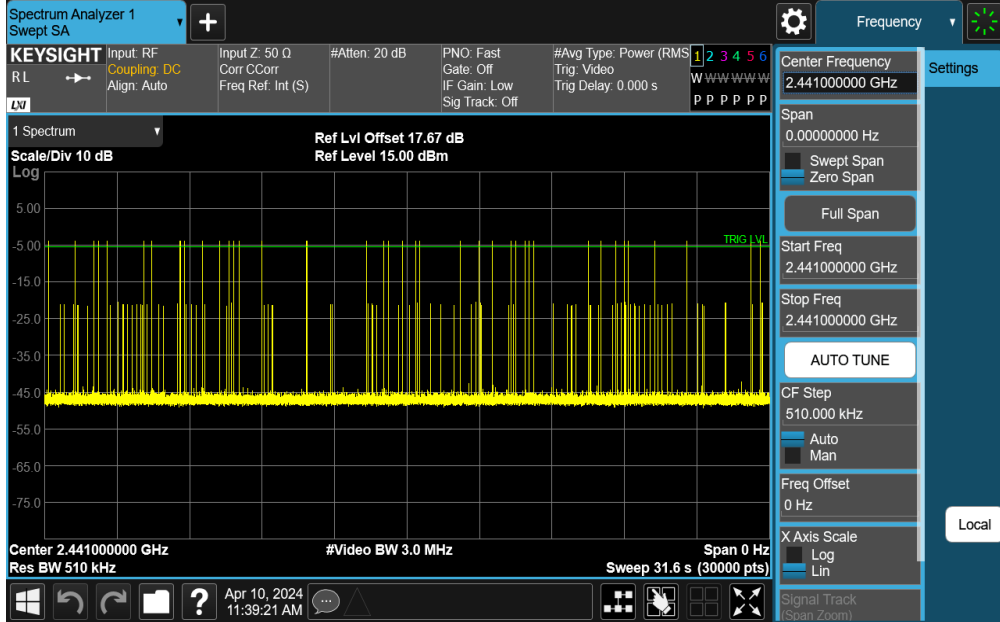 Spectrum Analyzer 1
Swept SA
+
Frequency
KEYSIGHT
RL
LXI
Input: RF
Coupling: DC
Align: Auto
Input Z: 50 Ω
Corr CCorr
Freq Ref: Int (S)
#Atten: 20 dB
PNO: Fast
Gate: Off
IF Gain: Low
Sig Track: Off
#Avg Type: Power (RMS
Trig: Video
Trig Delay: 0.000 s
1 2 3 4 5 6
W W W W W W
P P P P P P
1 Spectrum
Scale/Div 10 dB
Log
Ref Lvl Offset 17.67 dB
Ref Level 15.00 dBm
5.00
-5.00
-15.0
-25.0
-35.0
-45.0
-55.0
-65.0
-75.0
TRIG LVL
Center 2.441000000 GHz
Res BW 510 kHz
#Video BW 3.0 MHz
Span 0 Hz
Sweep 31.6 s (30000 pts)
Center Frequency
2.441000000 GHz
Span
0.00000000 Hz
Swept Span
Zero Span
Full Span
Start Freq
2.441000000 GHz
Stop Freq
2.441000000 GHz
AUTO TUNE
CF Step
510.000 kHz
Auto
Man
Freq Offset
0 Hz
X Axis Scale
Log
Lin
Signal Track
(Span Zoom)
Settings
Local
?
Apr 10, 2024
11:39:21 AM